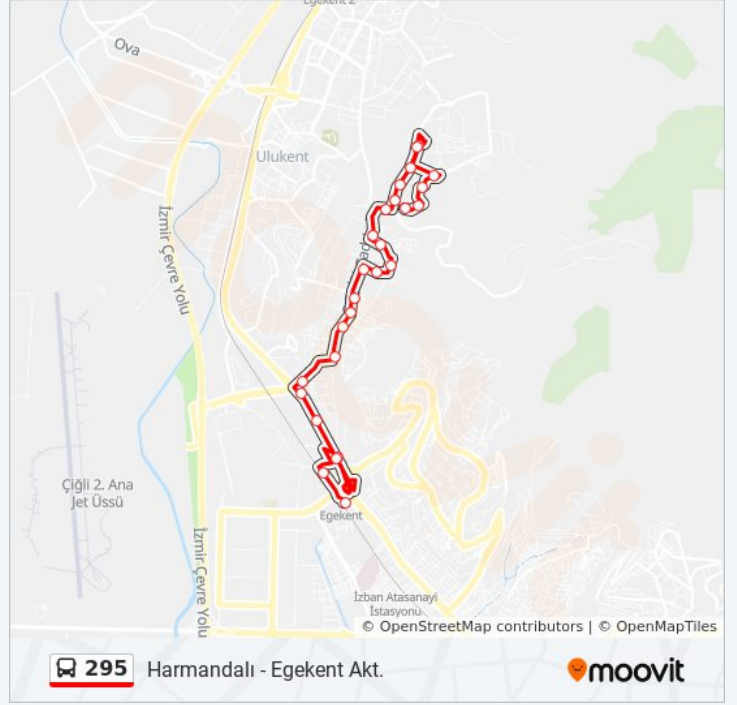 Egekent 2
Ova
Ulukent
İzmir Çevre Yolu
Çiğli 2. Ana
Jet Üssü
Egekent
İzmir Çevre Yolu
İzban Atasanayi
İstasyonu
© OpenStreetMap contributors | © OpenMapTiles
295 Harmandalı - Egekent Akt.
moovit